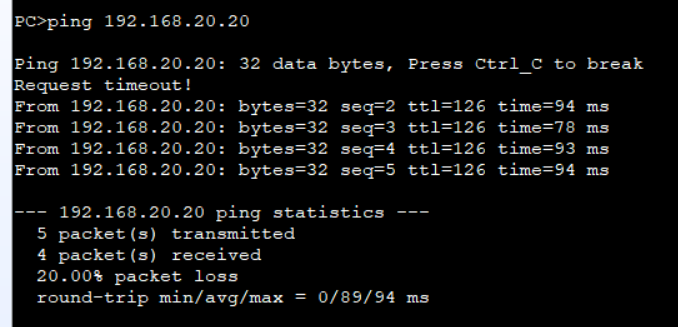 PC>ping 192.168.20.20
Ping 192.168.20.20: 32 data bytes, Press Ctrl_C to break
Request timeout!
From 192.168.20.20: bytes=32 seq=2 ttl=126 time=94 ms
From 192.168.20.20: bytes=32 seq=3 ttl=126 time=78 ms
From 192.168.20.20: bytes=32 seq=4 ttl=126 time=93 ms
From 192.168.20.20: bytes=32 seq=5 ttl=126 time=94 ms
--- 192.168.20.20 ping statistics ---
5 packet(s) transmitted
4 packet(s) received
20.00% packet loss
round-trip min/avg/max = 0/89/94 ms